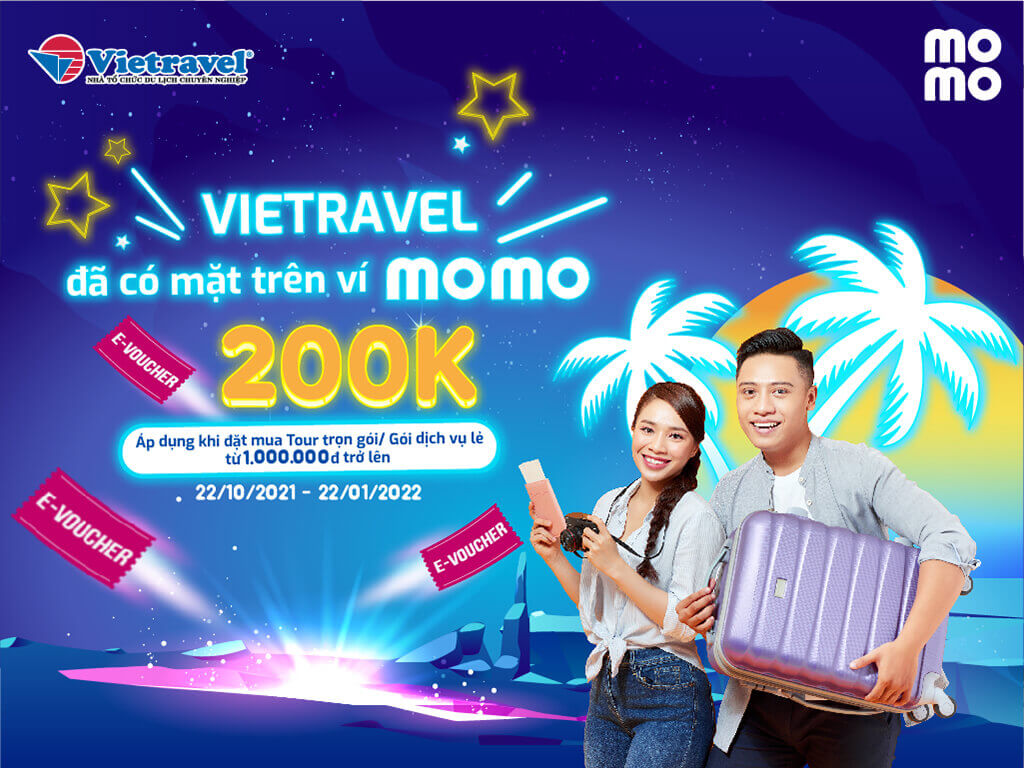 Vietravel®
NHÀ TỔ CHỨC DU LỊCH CHUYÊN NGHIỆP
MO
MO
VIETRAVEL
đã có mặt trên ví MOMO
200K
E-VOUCHER
Áp dụng khi đặt mua Tour trọn gói/ Gói dịch vụ lẻ
từ 1.000.000đ trở lên
22/10/2021 - 22/01/2022
E-VOUCHER
E-VOUCHER